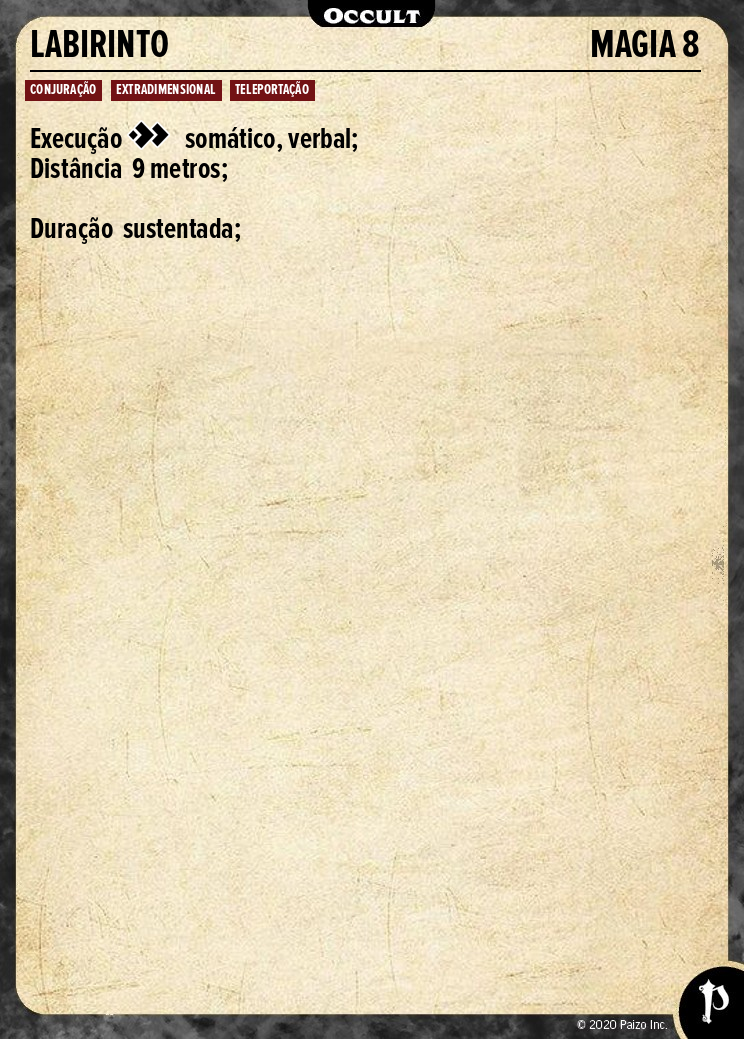 OCCULT
LABIRINTO MAGIA 8
CONJURAÇÃO EXTRADIMENSIONAL TELEPORTAÇÃO
Execução somático, verbal;
Distância 9 metros;
Duração sustentada;
© 2020 Paizo Inc.
P